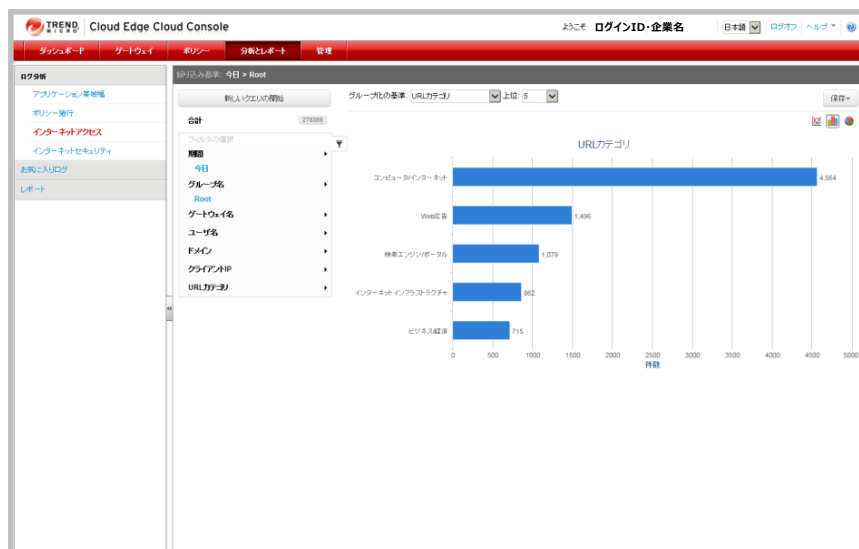 TREND MICRO Cloud Edge Cloud Console
ようこそ ログインID・企業名
日本語 ログオフ ヘルプ
ダッシュボード ゲートウェイ ポリシー 分析とレポート 管理
ログ分析
アプリケーション帯域幅
ポリシー施行
インターネットアクセス
インターネットセキュリティ
お気に入りログ
レポート
絞り込み基準: 今日 > Root
新しいクエリの開始
合計
フィルタの選択
期間
今日
グループ名
Root
ゲートウェイ名
ユーザ名
ドメイン
クライアントIP
URLカテゴリ
グループ化の基準: URLカテゴリ 上位: 5
保存
URLカテゴリ
コンピュータ/インターネット 4,564
Web広告 1,496
検索エンジン/ポータル 1,079
インターネットインフラストラクチャ 862
ビジネス/経済 715
0 500 1000 1500 2000 2500 3000 3500 4000 4500 5000
件数